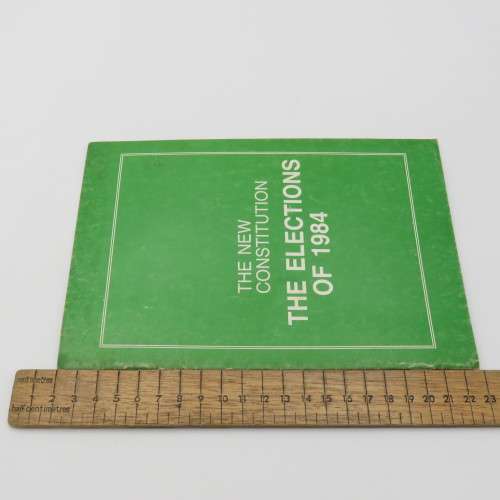 THE NEW
CONSTITUTION
THE ELECTIONS
OF 1984
centimetres
1 2 3 4 5 6 7 8 9 10 11 12 13 14 15 16 17 18 19 20 21 22 23
half centimetres